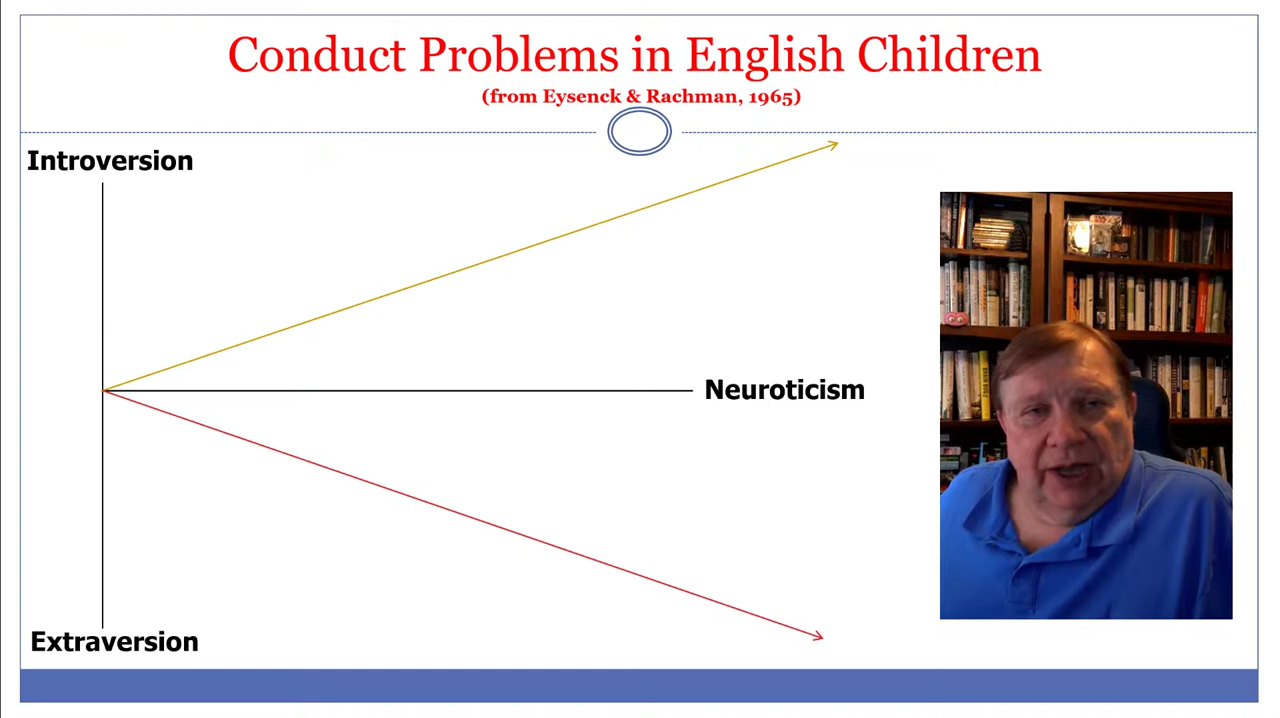 Conduct Problems in English Children
(from Eysenck & Rachman, 1965)
Introversion
Neuroticism
Extraversion